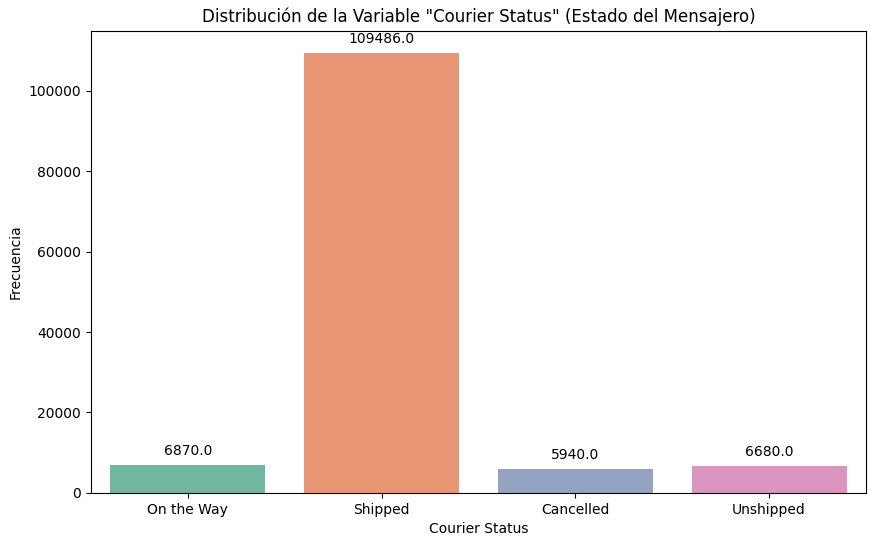 Distribución de la Variable "Courier Status" (Estado del Mensajero)
109486.0
100000
80000
Frecuencia
60000
40000
20000
6870.0
5940.0
6680.0
0
On the Way
Shipped
Cancelled
Unshipped
Courier Status